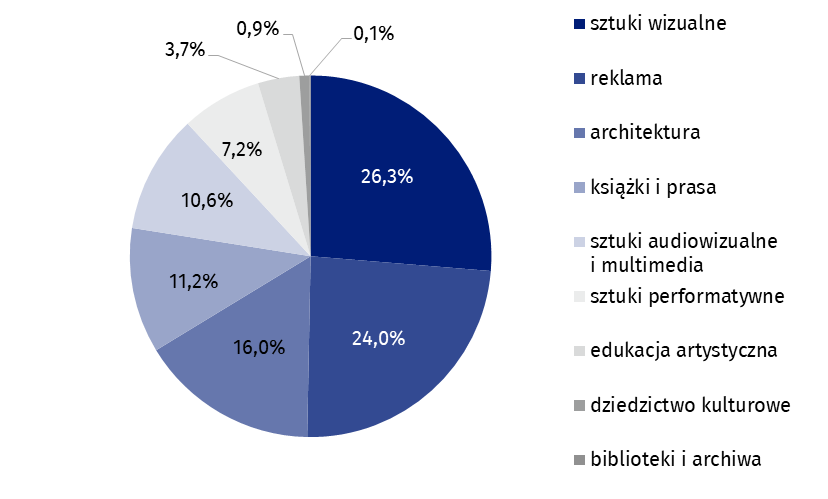 0,9%
0,1%
3,7%
7,2%
26,3%
10,6%
11,2%
16,0%
24,0%
sztuki wizualne
reklama
architektura
książki i prasa
sztuki audiowizualne
i multimedia
sztuki performatywne
edukacja artystyczna
dziedzictwo kulturowe
biblioteki i archiwa